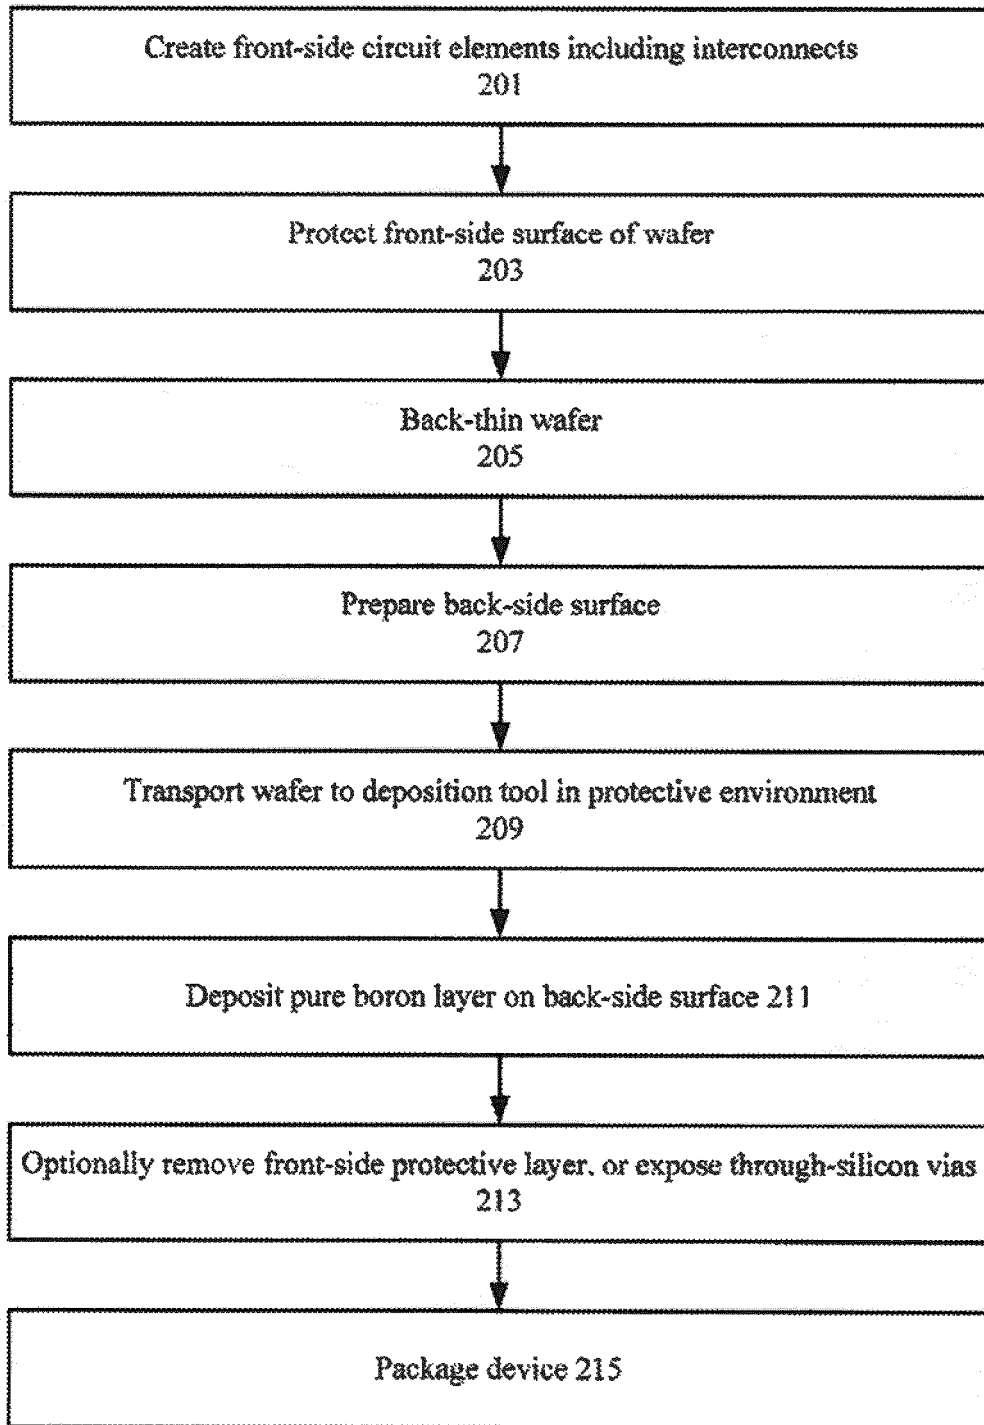 Create front-side circuit elements including interconnects
201
Protect front-side surface of wafer
203
Back-thin wafer
205
Prepare back-side surface
207
Transport wafer to deposition tool in protective environment
209
Deposit pure boron layer on back-side surface 211
Optionally remove front-side protective layer, or expose through-silicon vias
213
Package device 215